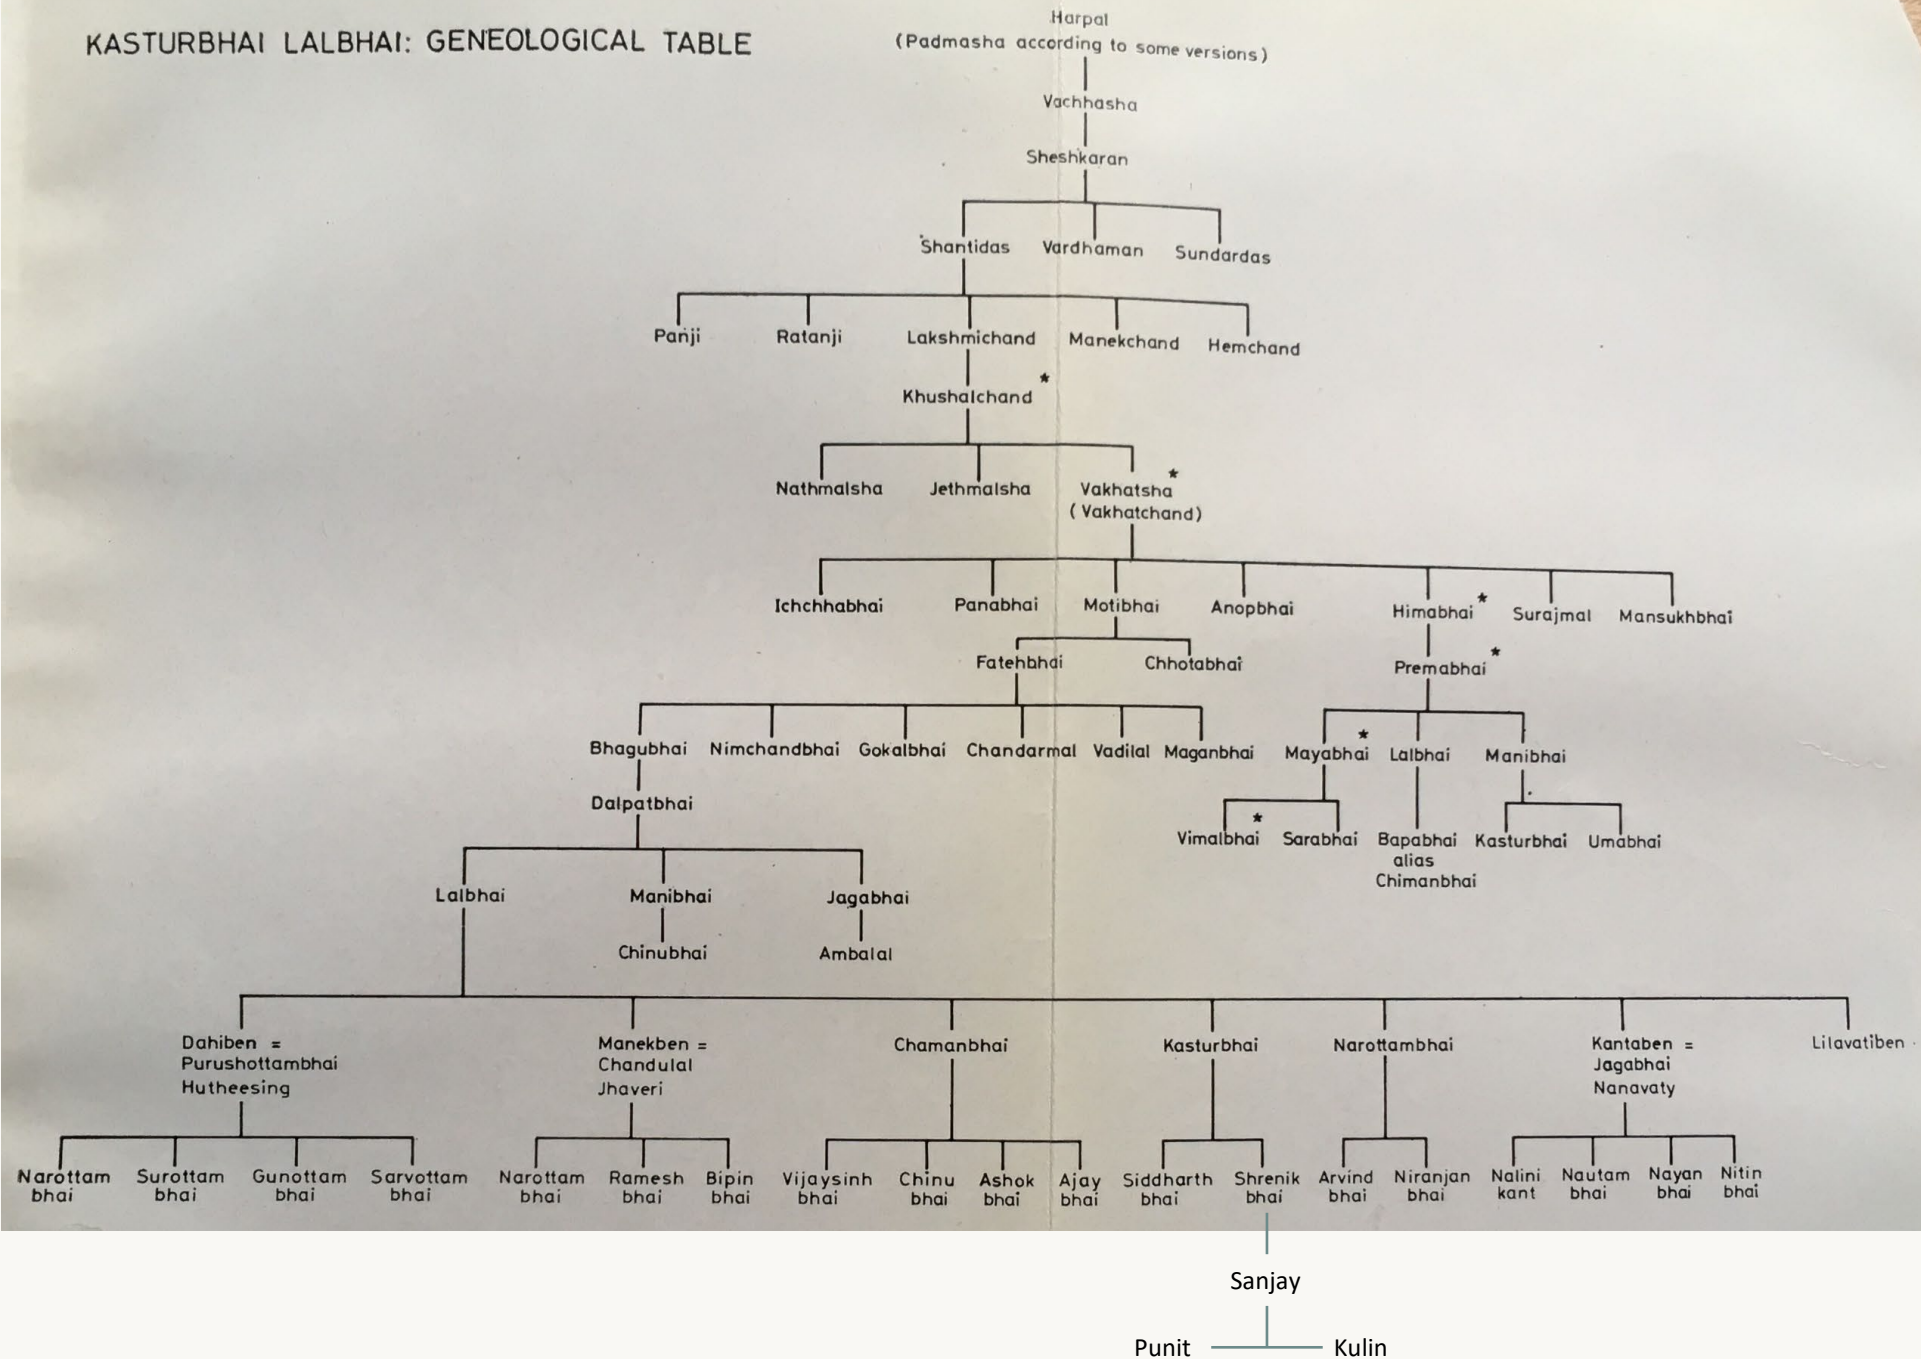 KASTURBHAI LALBHAI: GENEOLOGICAL TABLE
Harpal
(Padmasha according to some versions)
Vachhasha
Sheshkaran
Shantidas Vardhaman Sundardas
Panji Ratanji Lakshmichand Manekchand Hemchand
Khushalchand *
Nathmalsha Jethmalsha Vakhatsha *
(Vakhatchand)
Ichchhabhai Panabhai Motibhai Anopbhai Himabhai * Surajmal Mansukhbhai
Fatehbhai Chhotabhai Premabhai *
Bhagubhai Nimchandbhai Gokalbhai Chandarmal Vadilal Maganbhai Mayabhai * Lalbhai Manibhai
Dalpatbhai
Vimalbhai * Sarabhai Bapabhai Kasturbhai Umabhai
alias
Chimanbhai
Lalbhai Manibhai Jagabhai
Chinubhai Ambalal
Dahiben = Manekben = Chamanbhai Kasturbhai Narottambhai Kantaben = Lilavatiben
Purushottambhai Chandulal Jagabhai
Hutheesing Jhaveri Nanavaty
Narottam Surottam Gunottam Sarvottam Narottam Ramesh Bipin Vijaysinh Chinu Ashok Ajay Siddharth Shrenik Arvind Niranjan Nalini Nautam Nayan Nitin
bhai bhai bhai bhai bhai bhai bhai bhai bhai bhai bhai bhai bhai bhai bhai kant bhai bhai bhai
Sanjay
Punit Kulin